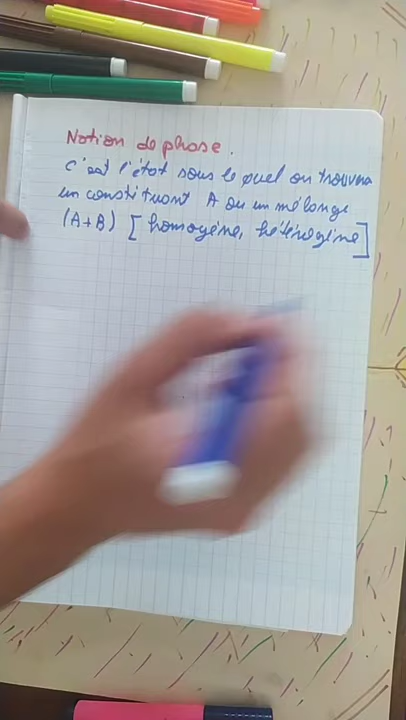 Notion de phase.
c'est l'état sous le quel on trouvera
un constituant A ou un mélange
(A+B) [homogène, hétérogène]